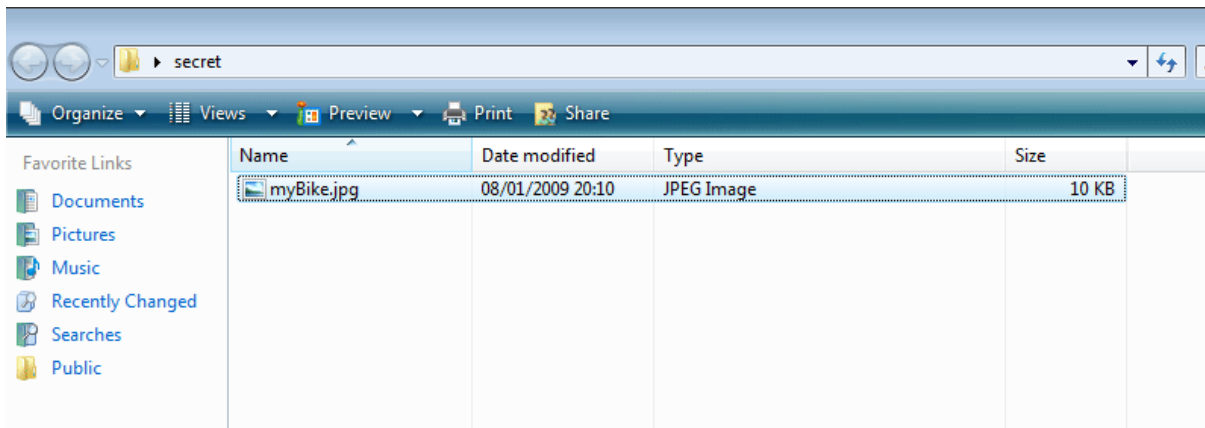 secret
Organize Views Preview Print Share
Favorite Links Name Date modified Type Size
myBike.jpg 08/01/2009 20:10 JPEG Image 10 KB
Documents
Pictures
Music
Recently Changed
Searches
Public